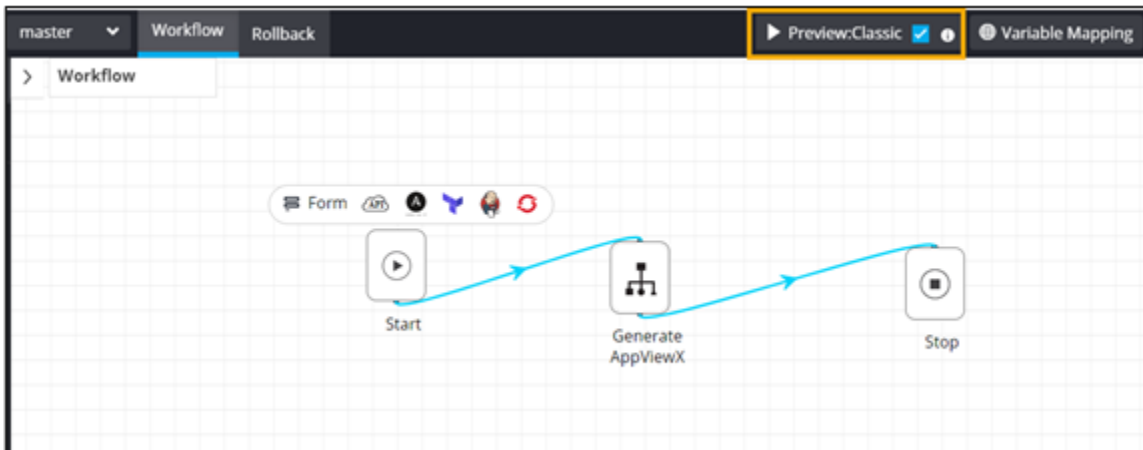 master Workflow Rollback Preview:Classic Variable Mapping
Workflow
Form API
Start
Generate
AppViewX
Stop